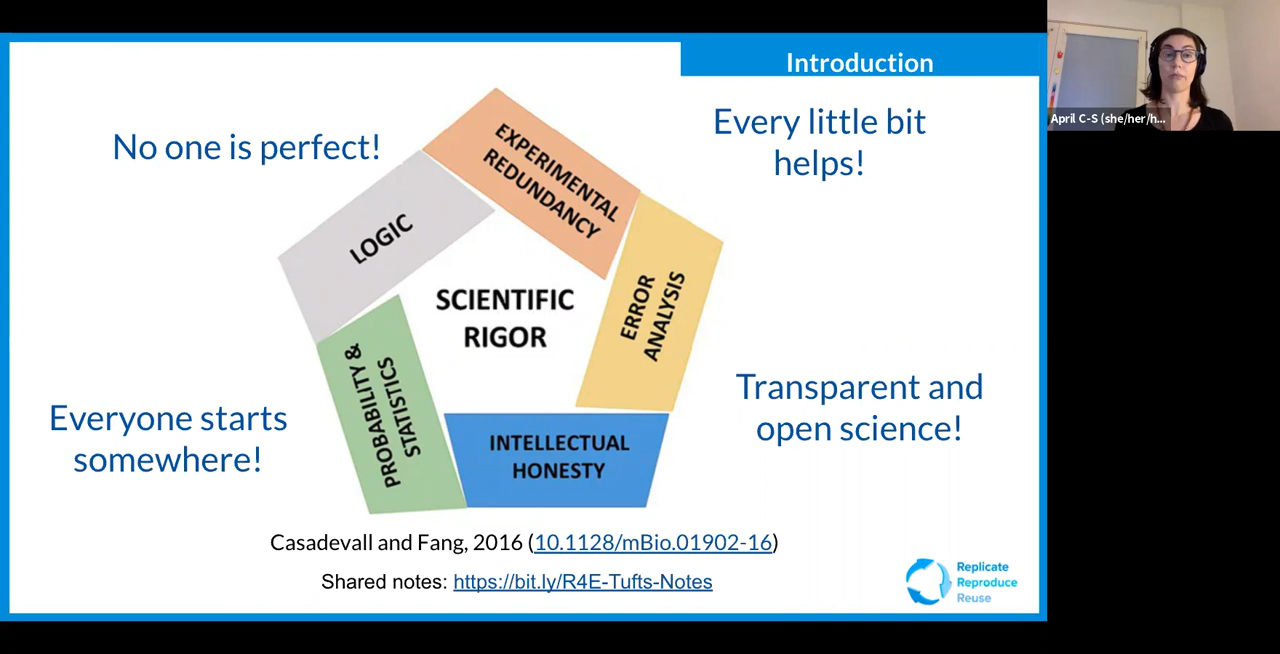 Introduction
No one is perfect!
Every little bit
helps!
EXPERIMENTAL
REDUNDANCY
LOGIC
SCIENTIFIC
RIGOR
ERROR
ANALYSIS
PROBABILITY &
STATISTICS
INTELLECTUAL
HONESTY
Everyone starts
somewhere!
Transparent and
open science!
Casadevall and Fang, 2016 (10.1128/mBio.01902-16)
Shared notes: https://bit.ly/R4E-Tufts-Notes
Replicate
Reproduce
Reuse
April C-S (she/her/h...